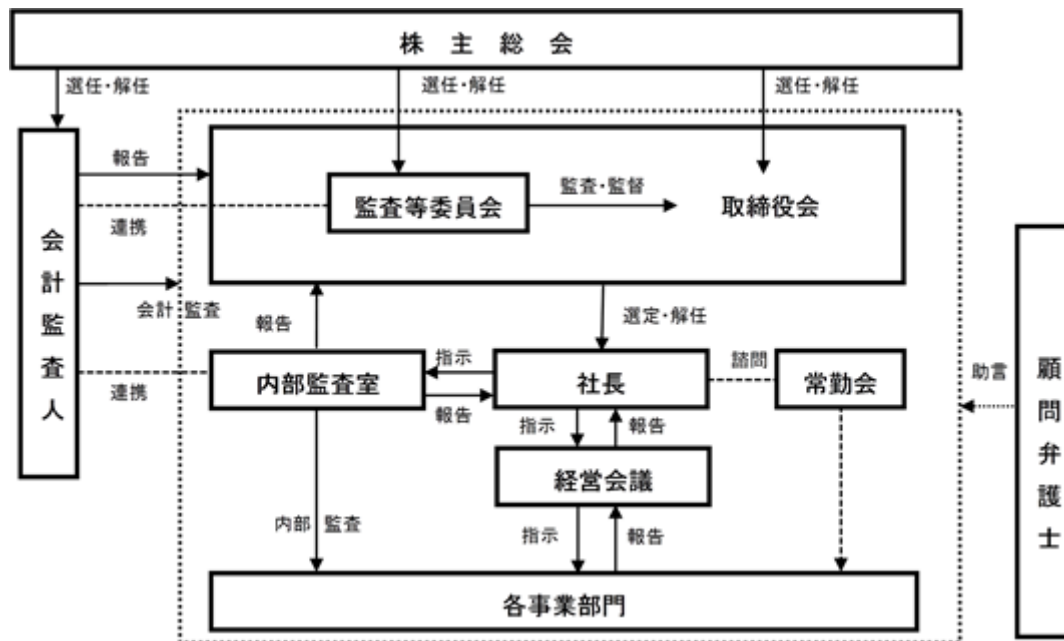 株主総会
選任・解任
選任・解任
選任・解任
報告
監査等委員会
監査・監督
取締役会
連携
会計監査人
会計監査
報告
選定・解任
指示
諮問
内部監査室
社長
常勤会
助言
顧問弁護士
連携
報告
指示
報告
経営会議
内部監査
指示
報告
各事業部門